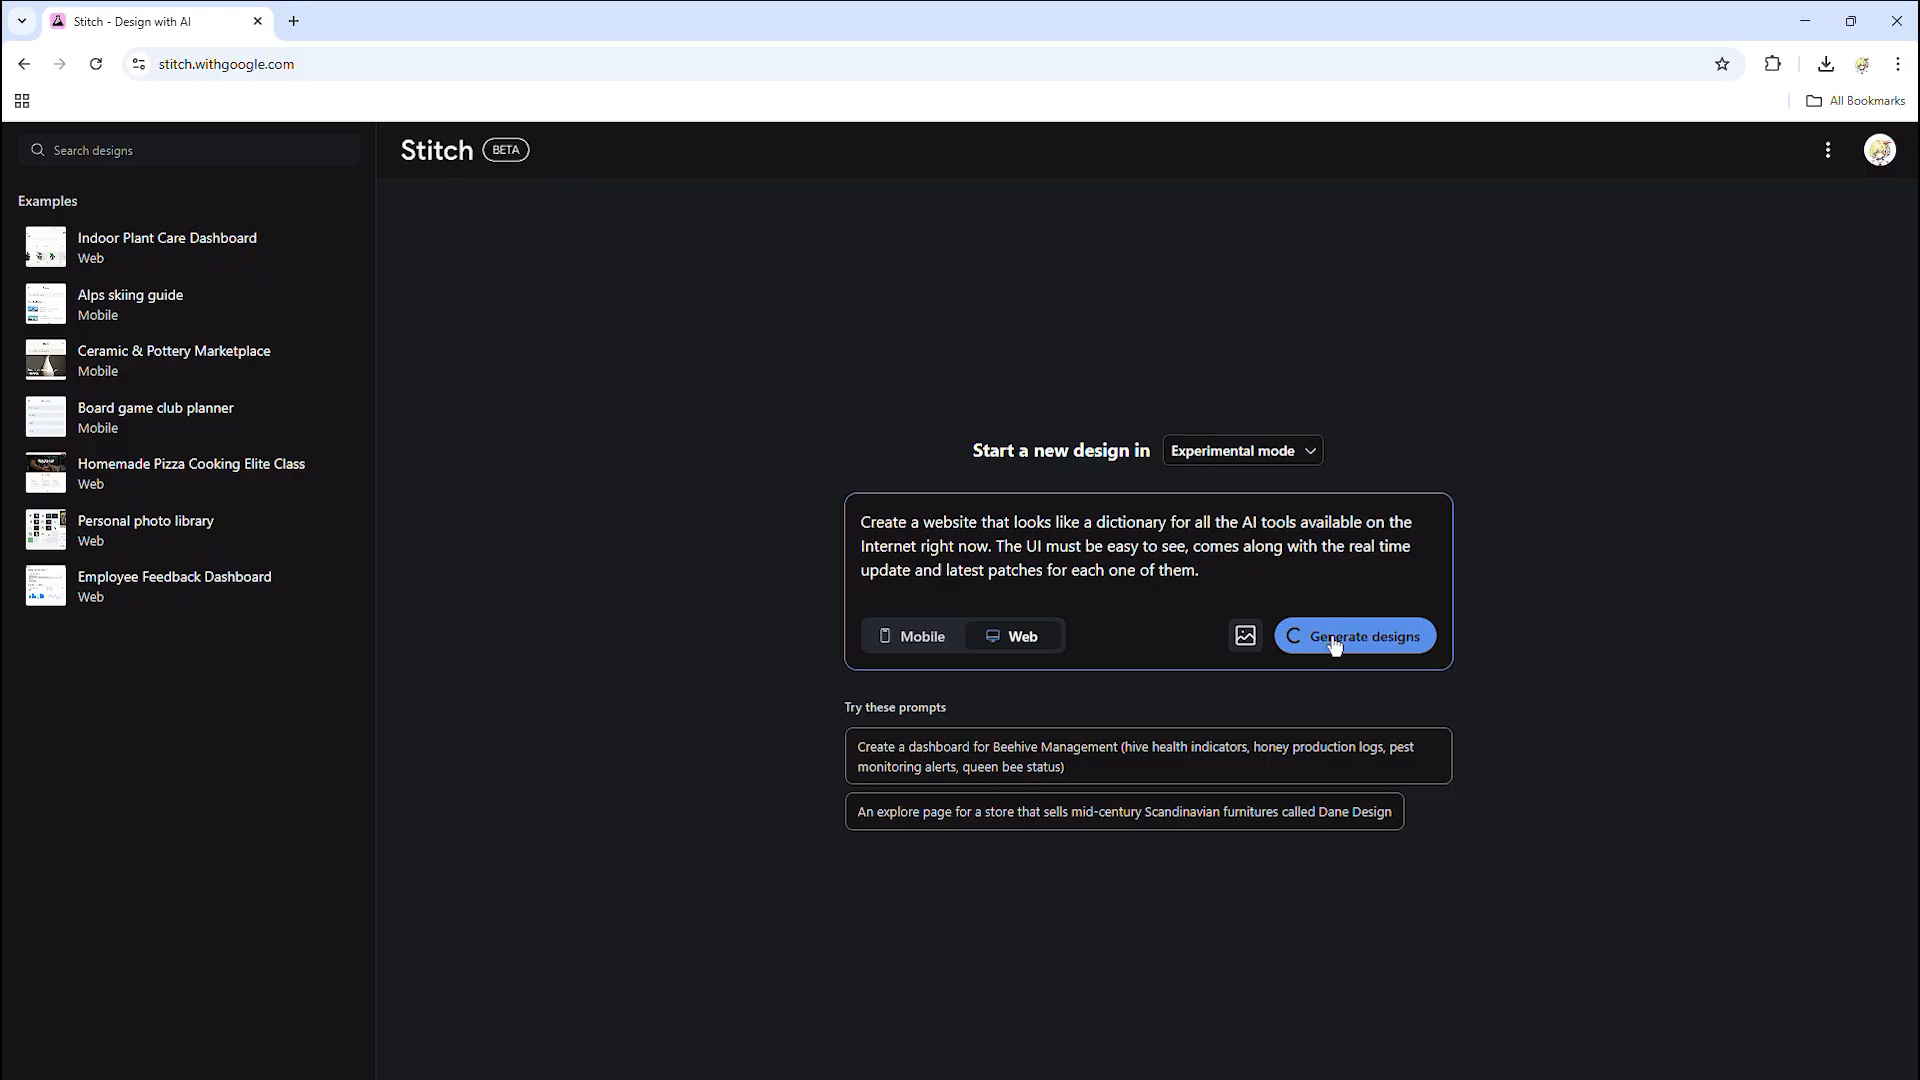 Stitch - Design with AI
stitch.withgoogle.com
All Bookmarks
Search designs
Stitch BETA
Examples
Indoor Plant Care Dashboard
Web
Alps skiing guide
Mobile
Ceramic & Pottery Marketplace
Mobile
Board game club planner
Mobile
Homemade Pizza Cooking Elite Class
Web
Personal photo library
Web
Employee Feedback Dashboard
Web
Start a new design in Experimental mode
Create a website that looks like a dictionary for all the AI tools available on the
Internet right now. The UI must be easy to see, comes along with the real time
update and latest patches for each one of them.
Mobile Web Generate designs
Try these prompts
Create a dashboard for Beehive Management (hive health indicators, honey production logs, pest
monitoring alerts, queen bee status)
An explore page for a store that sells mid-century Scandinavian furnitures called Dane Design